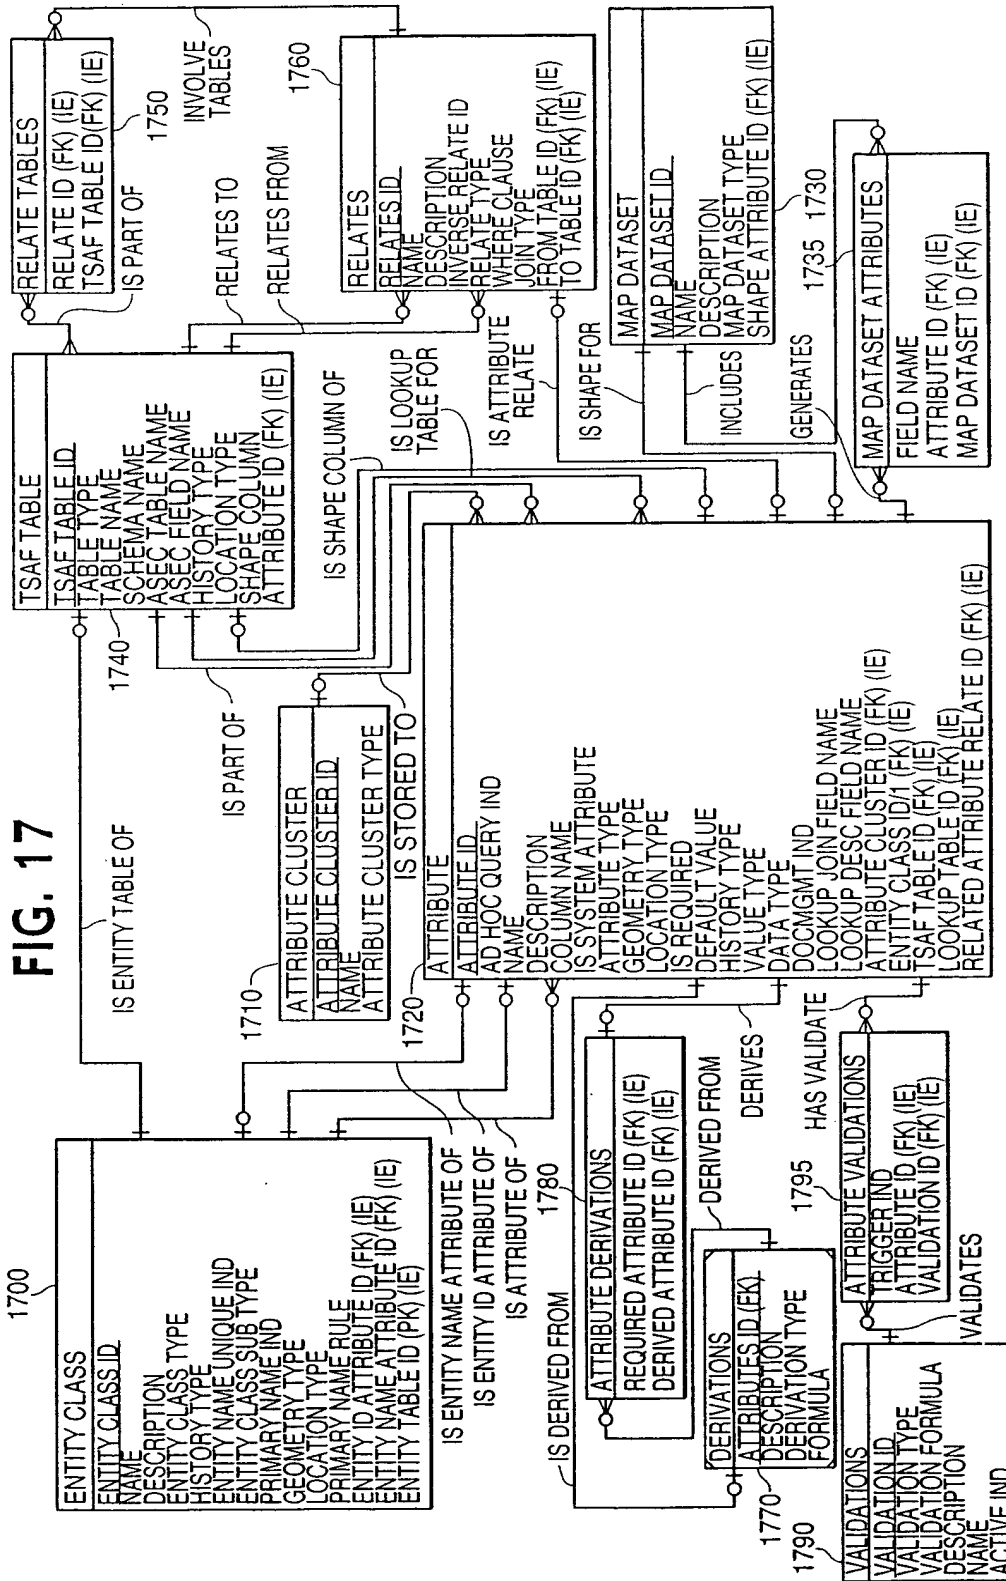 FIG. 17
1700
ENTITY CLASS
ENTITY CLASS ID
NAME
DESCRIPTION
ENTITY CLASS TYPE
HISTORY TYPE
ENTITY NAME UNIQUE IND
ENTITY CLASS SUB TYPE
PRIMARY NAME IND
GEOMETRY TYPE
LOCATION TYPE
PRIMARY NAME RULE
ENTITY ID ATTRIBUTE ID (FK) (IE)
ENTITY NAME ATTRIBUTE ID (FK) (IE)
ENTITY TABLE ID (PK) (IE)
IS ENTITY TABLE OF
IS ENTITY NAME ATTRIBUTE OF
IS ENTITY ID ATTRIBUTE OF
IS ATTRIBUTE OF
1710
ATTRIBUTE CLUSTER
ATTRIBUTE CLUSTER ID
NAME
ATTRIBUTE CLUSTER TYPE
IS STORED TO
IS PART OF
1740
TSAF TABLE
TSAF TABLE ID
TABLE TYPE
TABLE NAME
SCHEMA NAME
ASEC TABLE NAME
ASEC FIELD NAME
HISTORY TYPE
LOCATION TYPE
SHAPE COLUMN
ATTRIBUTE ID (FK) (IE)
RELATE TABLES
RELATE ID (FK) (IE)
TSAF TABLE ID(FK) (IE)
1750
IS PART OF
INVOLVE
TABLES
RELATES TO
RELATES FROM
1760
RELATES
RELATES ID
NAME
DESCRIPTION
INVERSE RELATE ID
RELATE TYPE
WHERE CLAUSE
JOIN TYPE
FROM TABLE ID (FK) (IE)
TO TABLE ID (FK) (IE)
IS SHAPE COLUMN OF
IS LOOKUP
TABLE FOR
IS ATTRIBUTE
RELATE
IS SHAPE FOR
MAP DATASET
MAP DATASET ID
NAME
DESCRIPTION
MAP DATASET TYPE
SHAPE ATTRIBUTE ID (FK) (IE)
1730
INCLUDES
GENERATES
1735
MAP DATASET ATTRIBUTES
FIELD NAME
ATTRIBUTE ID (FK) (IE)
MAP DATASET ID (FK) (IE)
1720
ATTRIBUTE
ATTRIBUTE ID
AD HOC QUERY IND
NAME
DESCRIPTION
COLUMN NAME
IS SYSTEM ATTRIBUTE
ATTRIBUTE TYPE
GEOMETRY TYPE
LOCATION TYPE
IS REQUIRED
DEFAULT VALUE
HISTORY TYPE
VALUE TYPE
DATA TYPE
DOCMGMT IND
LOOKUP JOIN FIELD NAME
LOOKUP DESC FIELD NAME
ATTRIBUTE CLUSTER ID (FK) (IE)
ENTITY CLASS ID/1 (FK) (IE)
TSAF TABLE ID (FK) (IE)
LOOKUP TABLE ID (FK) (IE)
RELATED ATTRIBUTE RELATE ID (FK) (IE)
IS DERIVED FROM
1780
ATTRIBUTE DERIVATIONS
REQUIRED ATTRIBUTE ID (FK) (IE)
DERIVED ATTRIBUTE ID (FK) (IE)
DERIVED FROM
DERIVES
HAS VALIDATE
DERIVATIONS
ATTRIBUTES ID (FK)
DESCRIPTION
DERIVATION TYPE
FORMULA
1770
1795
ATTRIBUTE VALIDATIONS
TRIGGER IND
ATTRIBUTE ID (FK) (IE)
VALIDATION ID (FK) (IE)
VALIDATES
1790
VALIDATIONS
VALIDATION ID
VALIDATION TYPE
VALIDATION FORMULA
DESCRIPTION
NAME
ACTIVE IND